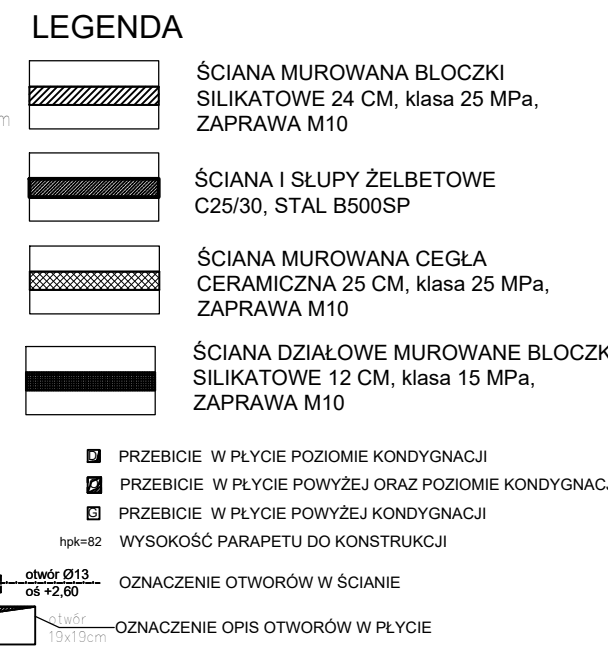 LEGENDA
ŚCIANA MUROWANA BLOCZKI
SILIKATOWE 24 CM, klasa 25 MPa,
ZAPRAWA M10
m
ŚCIANA I SŁUPY ŻELBETOWE
C25/30, STAL B500SP
ŚCIANA MUROWANA CEGŁA
CERAMICZNA 25 CM, klasa 25 MPa,
ZAPRAWA M10
ŚCIANA DZIAŁOWE MUROWANE BLOCZK
SILIKATOWE 12 CM, klasa 15 MPa,
ZAPRAWA M10
D PRZEBICIE W PŁYCIE POZIOMIE KONDYGNACJI
PRZEBICIE W PŁYCIE POWYŻEJ ORAZ POZIOMIE KONDYGNACJ
G PRZEBICIE W PŁYCIE POWYŻEJ KONDYGNACJI
hpk=82 WYSOKOŚĆ PARAPETU DO KONSTRUKCJI
otwór Ø13
oś +2,60
OZNACZENIE OTWORÓW W ŚCIANIE
otwór
19x19cm
OZNACZENIE OPIS OTWORÓW W PŁYCIE